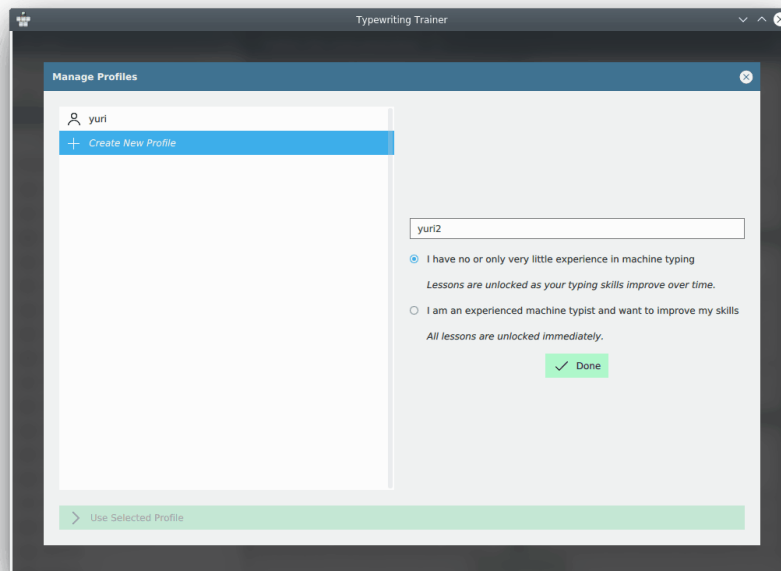 Typewriting Trainer
Manage Profiles
yuri
Create New Profile
yuri2
I have no or only very little experience in machine typing
Lessons are unlocked as your typing skills improve over time.
I am an experienced machine typist and want to improve my skills
All lessons are unlocked immediately.
Done
Use Selected Profile